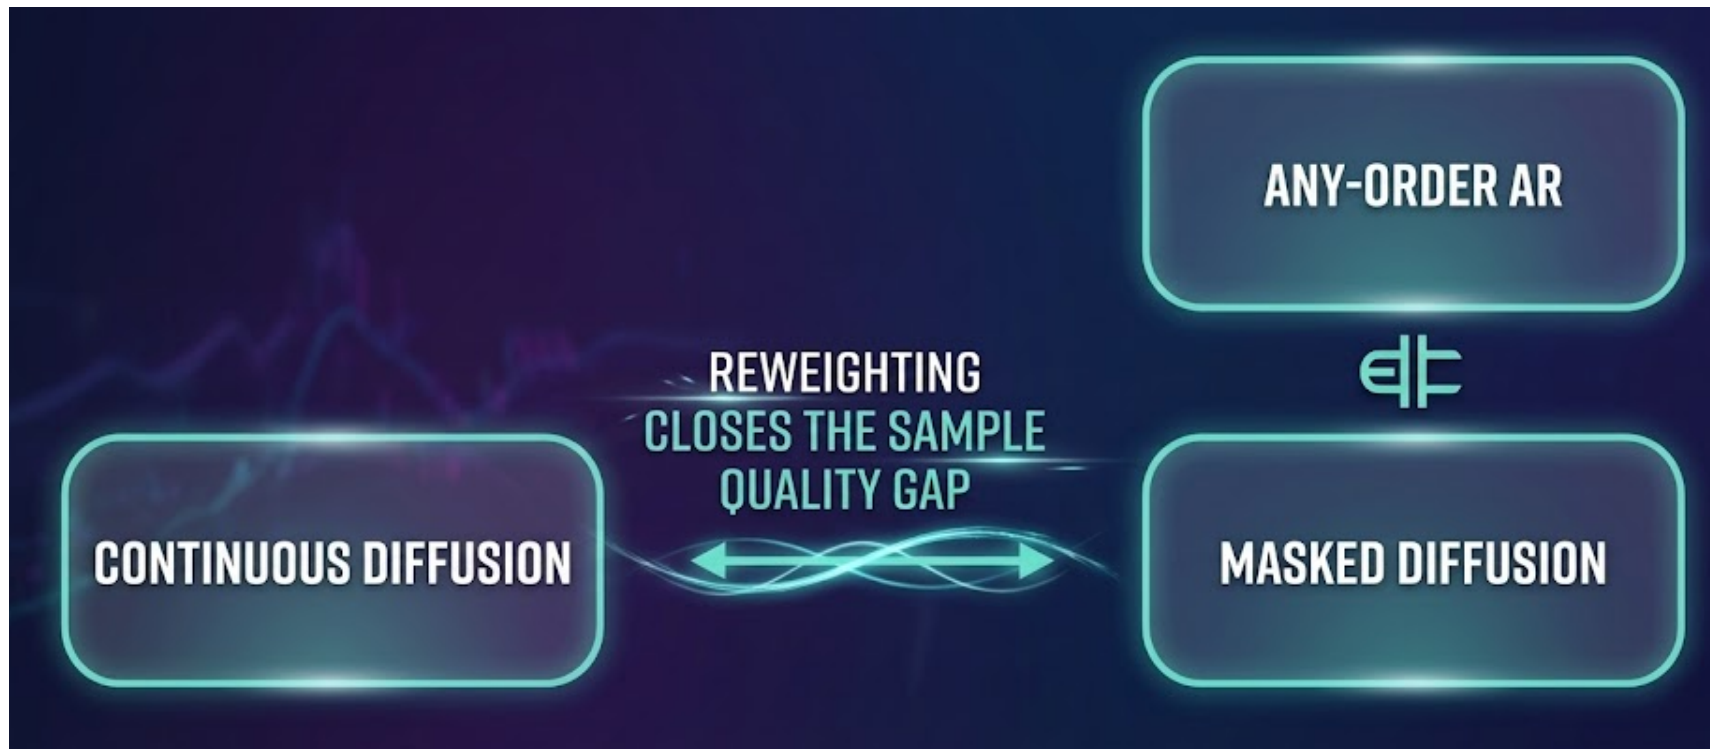 ANY-ORDER AR
REWEIGHTING
CLOSES THE SAMPLE
QUALITY GAP
CONTINUOUS DIFFUSION
MASKED DIFFUSION